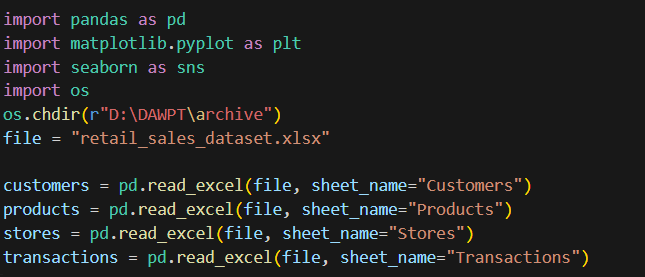 import pandas as pd
import matplotlib.pyplot as plt
import seaborn as sns
import os
os.chdir(r"D:\DAWPT\archive")
file = "retail_sales_dataset.xlsx"

customers = pd.read_excel(file, sheet_name="Customers")
products = pd.read_excel(file, sheet_name="Products")
stores = pd.read_excel(file, sheet_name="Stores")
transactions = pd.read_excel(file, sheet_name="Transactions")